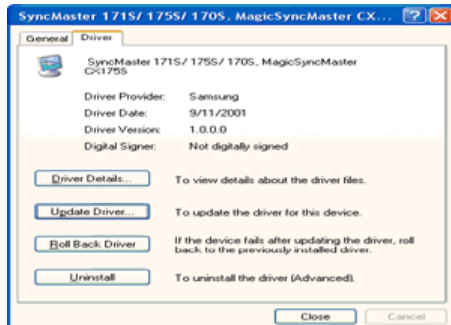 SyncMaster 171S/ 175S/ 170S, MagicSyncMaster CX...
General
Driver
SyncMaster 171S/ 175S/ 170S, MagicSyncMaster
CX175S
Driver Provider: Samsung
Driver Date: 9/11/2001
Driver Version: 1.0.0.0
Digital Signer: Not digitally signed
Driver Details... To view details about the driver files.
Update Driver... To update the driver for this device.
Roll Back Driver If the device fails after updating the driver, roll
back to the previously installed driver.
Uninstall To uninstall the driver (Advanced).
Close Cancel